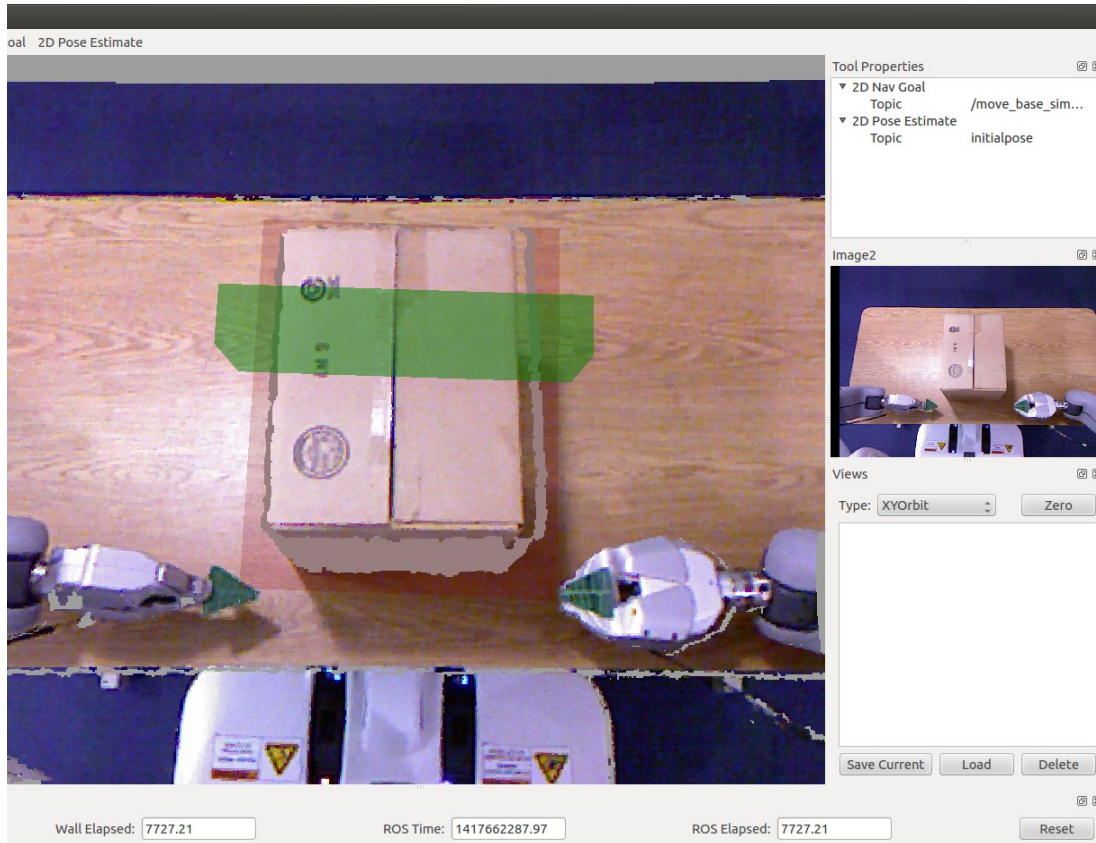 oal 2D Pose Estimate
Tool Properties
2D Nav Goal
Topic /move_base_sim...
2D Pose Estimate
Topic initialpose
Image2
Views
Type: XYOrbit Zero
Save Current Load Delete
Wall Elapsed: 7727.21 ROS Time: 1417662287.97 ROS Elapsed: 7727.21 Reset